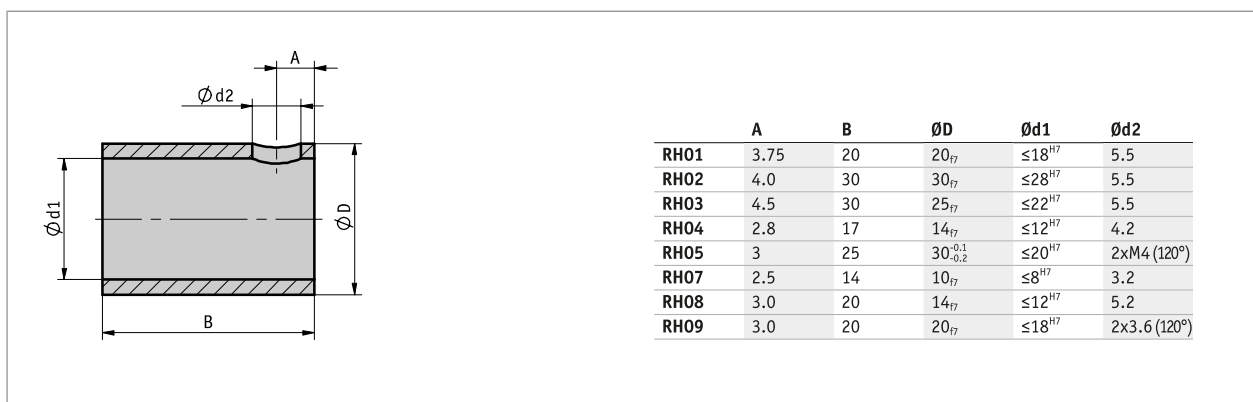 A
Ød2
Ød1
ØD
B
A B ØD Ød1 Ød2
RH01 3.75 20 20f7 ≤18H7 5.5
RH02 4.0 30 30f7 ≤28H7 5.5
RH03 4.5 30 25f7 ≤22H7 5.5
RH04 2.8 17 14f7 ≤12H7 4.2
RH05 3 25 30-0.1-0.2 ≤20H7 2xM4 (120°)
RH07 2.5 14 10f7 ≤8H7 3.2
RH08 3.0 20 14f7 ≤12H7 5.2
RH09 3.0 20 20f7 ≤18H7 2x3.6 (120°)